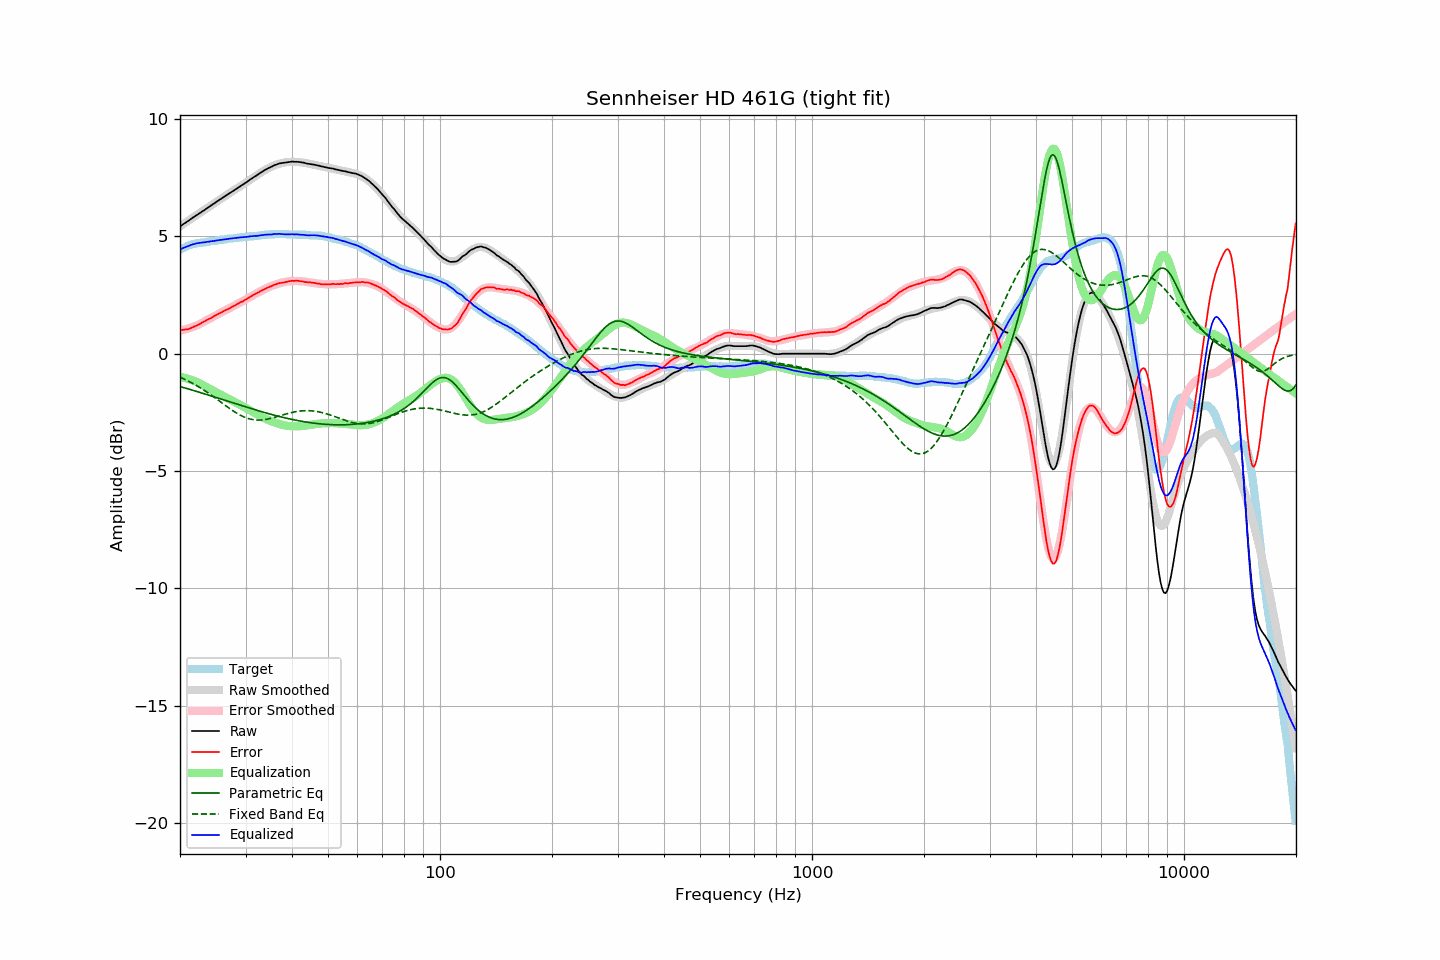 Sennheiser HD 461G (tight fit)
10
5
0
−5
−10
−15
−20
Amplitude (dBr)
Target
Raw Smoothed
Error Smoothed
Raw
Error
Equalization
Parametric Eq
Fixed Band Eq
Equalized
100
1000
10000
Frequency (Hz)